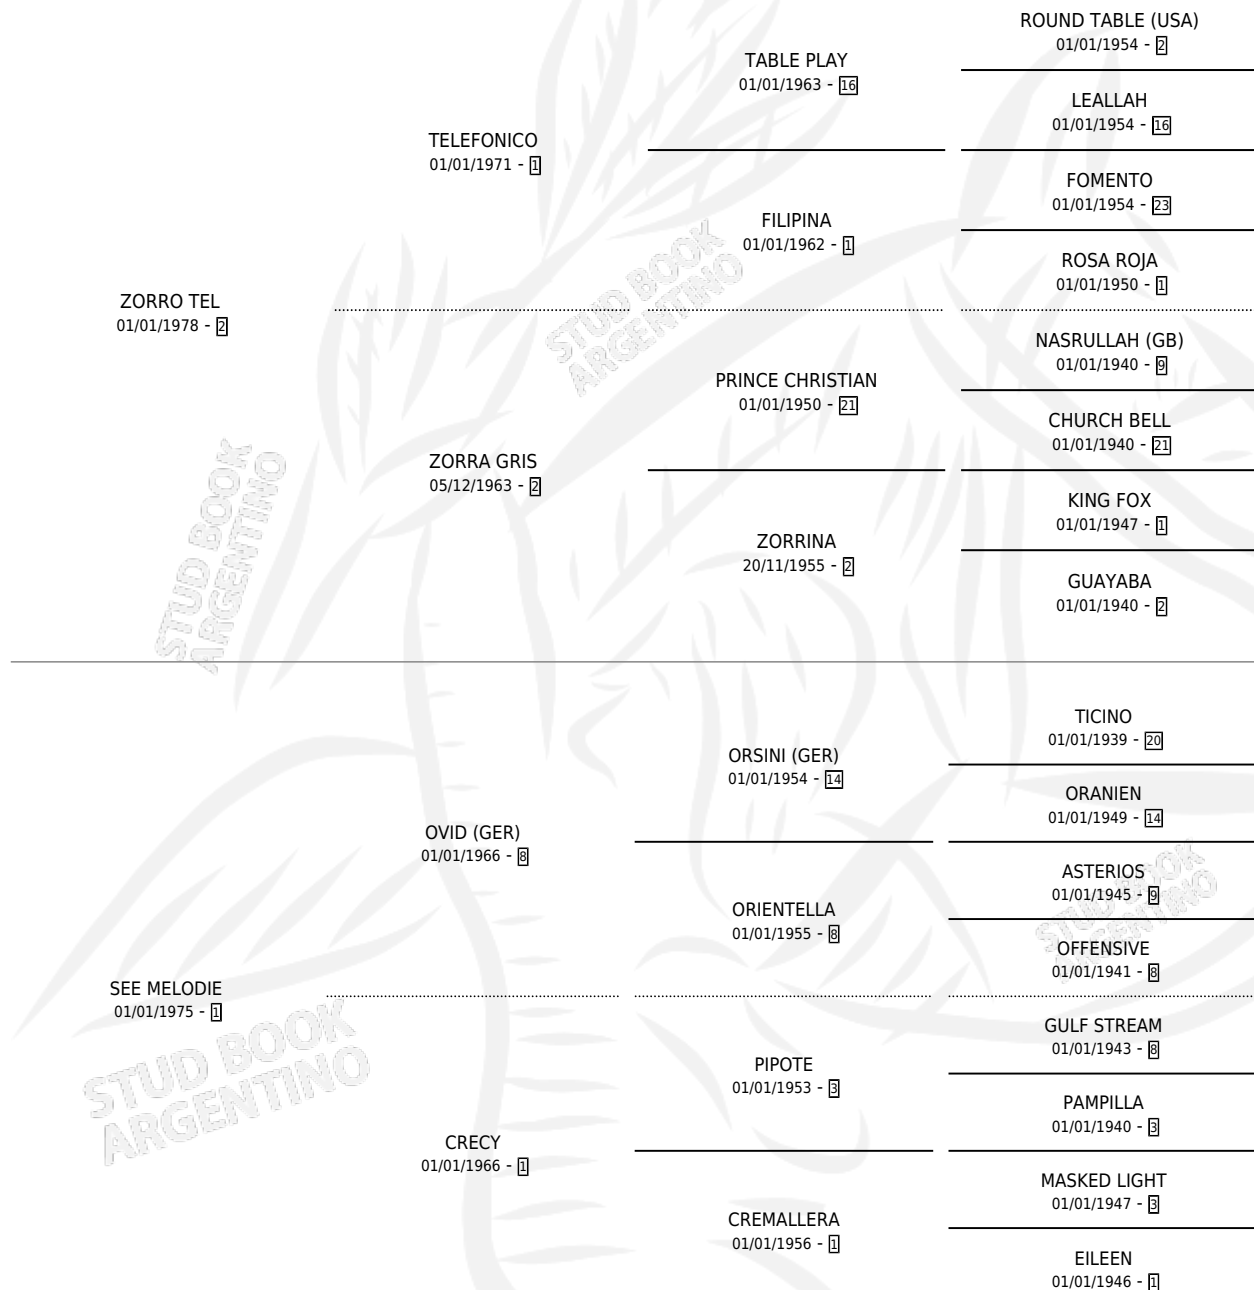 ROUND TABLE (USA)
01/01/1954 - 2
TABLE PLAY
01/01/1963 - 16
LEALLAH
01/01/1954 - 16
TELEFONICO
01/01/1971 - 1
FOMENTO
01/01/1954 - 23
FILIPINA
01/01/1962 - 1
ROSA ROJA
01/01/1950 - 1
ZORRO TEL
01/01/1978 - 2
NASRULLAH (GB)
01/01/1940 - 9
PRINCE CHRISTIAN
01/01/1950 - 21
CHURCH BELL
01/01/1940 - 21
ZORRA GRIS
05/12/1963 - 2
KING FOX
01/01/1947 - 1
ZORRINA
20/11/1955 - 2
GUAYABA
01/01/1940 - 2
TICINO
01/01/1939 - 20
ORSINI (GER)
01/01/1954 - 14
ORANIEN
01/01/1949 - 14
OVID (GER)
01/01/1966 - 8
ASTERIOS
01/01/1945 - 9
ORIENTELLA
01/01/1955 - 8
OFFENSIVE
01/01/1941 - 8
SEE MELODIE
01/01/1975 - 1
GULF STREAM
01/01/1943 - 8
PIPOTE
01/01/1953 - 3
PAMPILLA
01/01/1940 - 3
CRECY
01/01/1966 - 1
MASKED LIGHT
01/01/1947 - 3
CREMALLERA
01/01/1956 - 1
EILEEN
01/01/1946 - 1
STUD BOOK
ARGENTINO
STUD BOOK
ARGENTINO
STUD BOOK
ARGENTINO
STUD BOOK
ARGENTINO